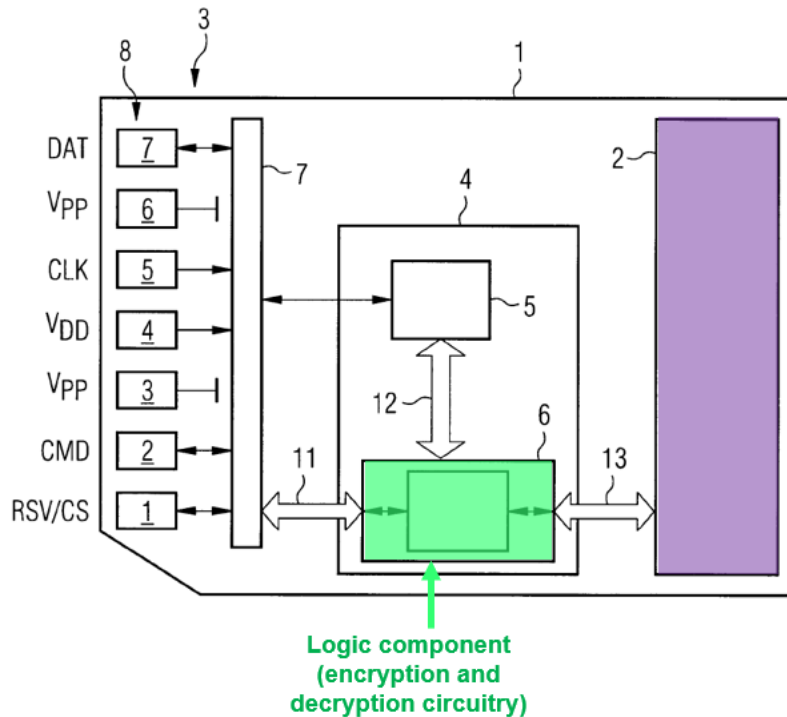 3
1
8
DAT 7
7
2
VPP 6
4
CLK 5
5
VDD 4
VPP 3
12
CMD 2
6
11
13
RSV/CS 1
Logic component
(encryption and
decryption circuitry)